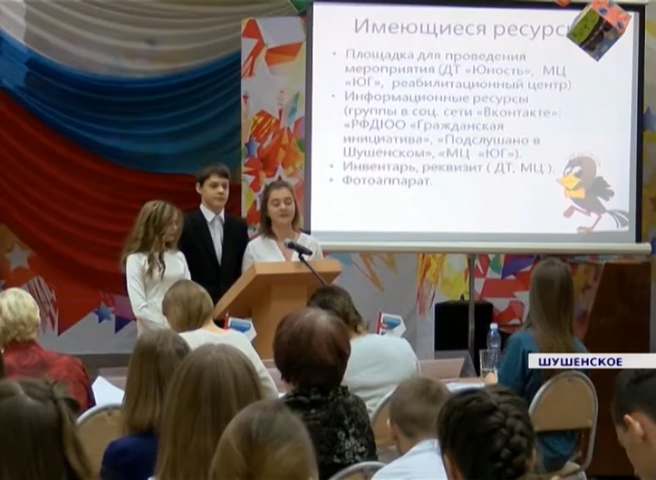 Имеющиеся ресурс
• Площадка для проведения
мероприятия (ДТ «Юность», МЦ
«ЮГ», реабилитационный центр)
• Информационные ресурсы
(группы в соц. сети «Вконтакте»:
«РФДЮО «Гражданская
инициатива», «Подслушано в
Шушенском», «МЦ «ЮГ»).
• Инвентарь, реквизит ( ДТ, МЦ ).
• Фотоаппарат.
ШУШЕНСКОЕ